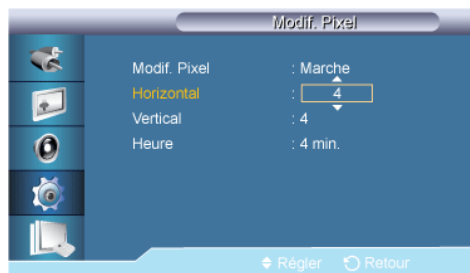 Modif. Pixel
Modif. Pixel : Marche
Horizontal : 4
Vertical : 4
Heure : 4 min.
Régler Retour